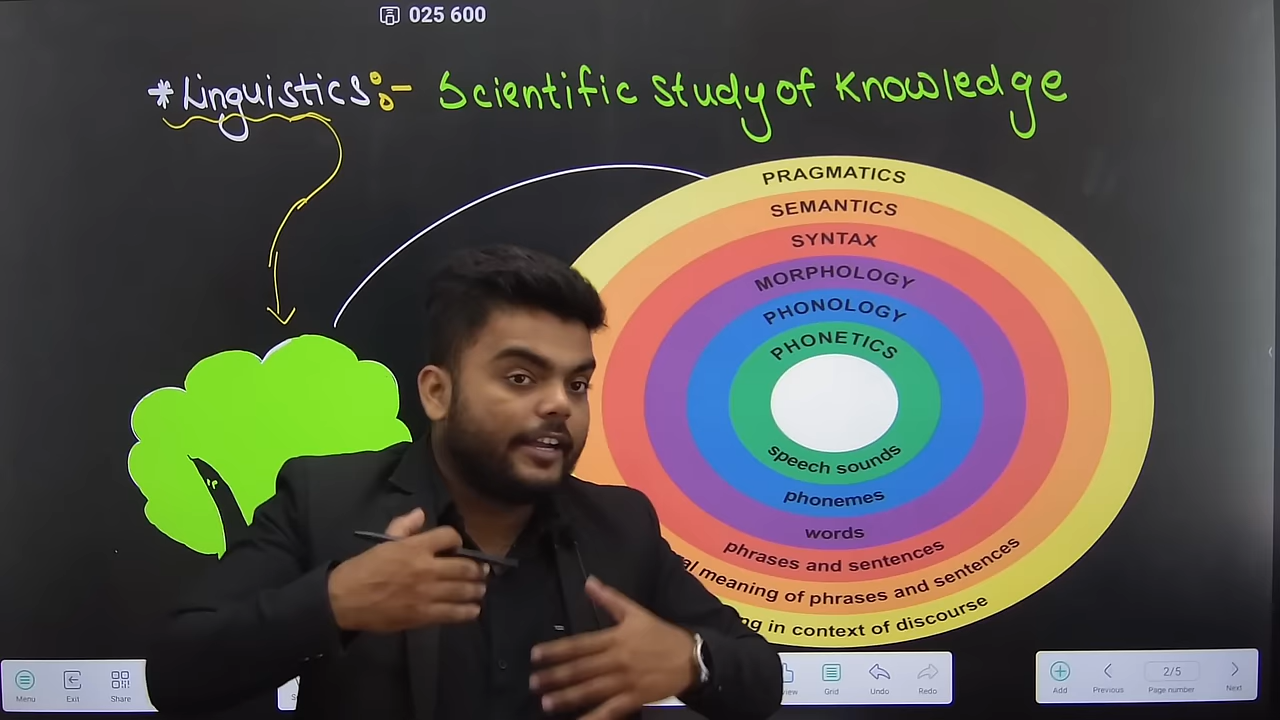 025 600
*Linguistics:- Scientific study of Knowledge
PRAGMATICS
SEMANTICS
SYNTAX
MORPHOLOGY
PHONOLOGY
PHONETICS
speech sounds
phonemes
words
phrases and sentences
meaning of phrases and sentences
in context of discourse
Menu
Exit
Share
Grid
Undo
Redo
Add
Previous
2/5
Page number
Next